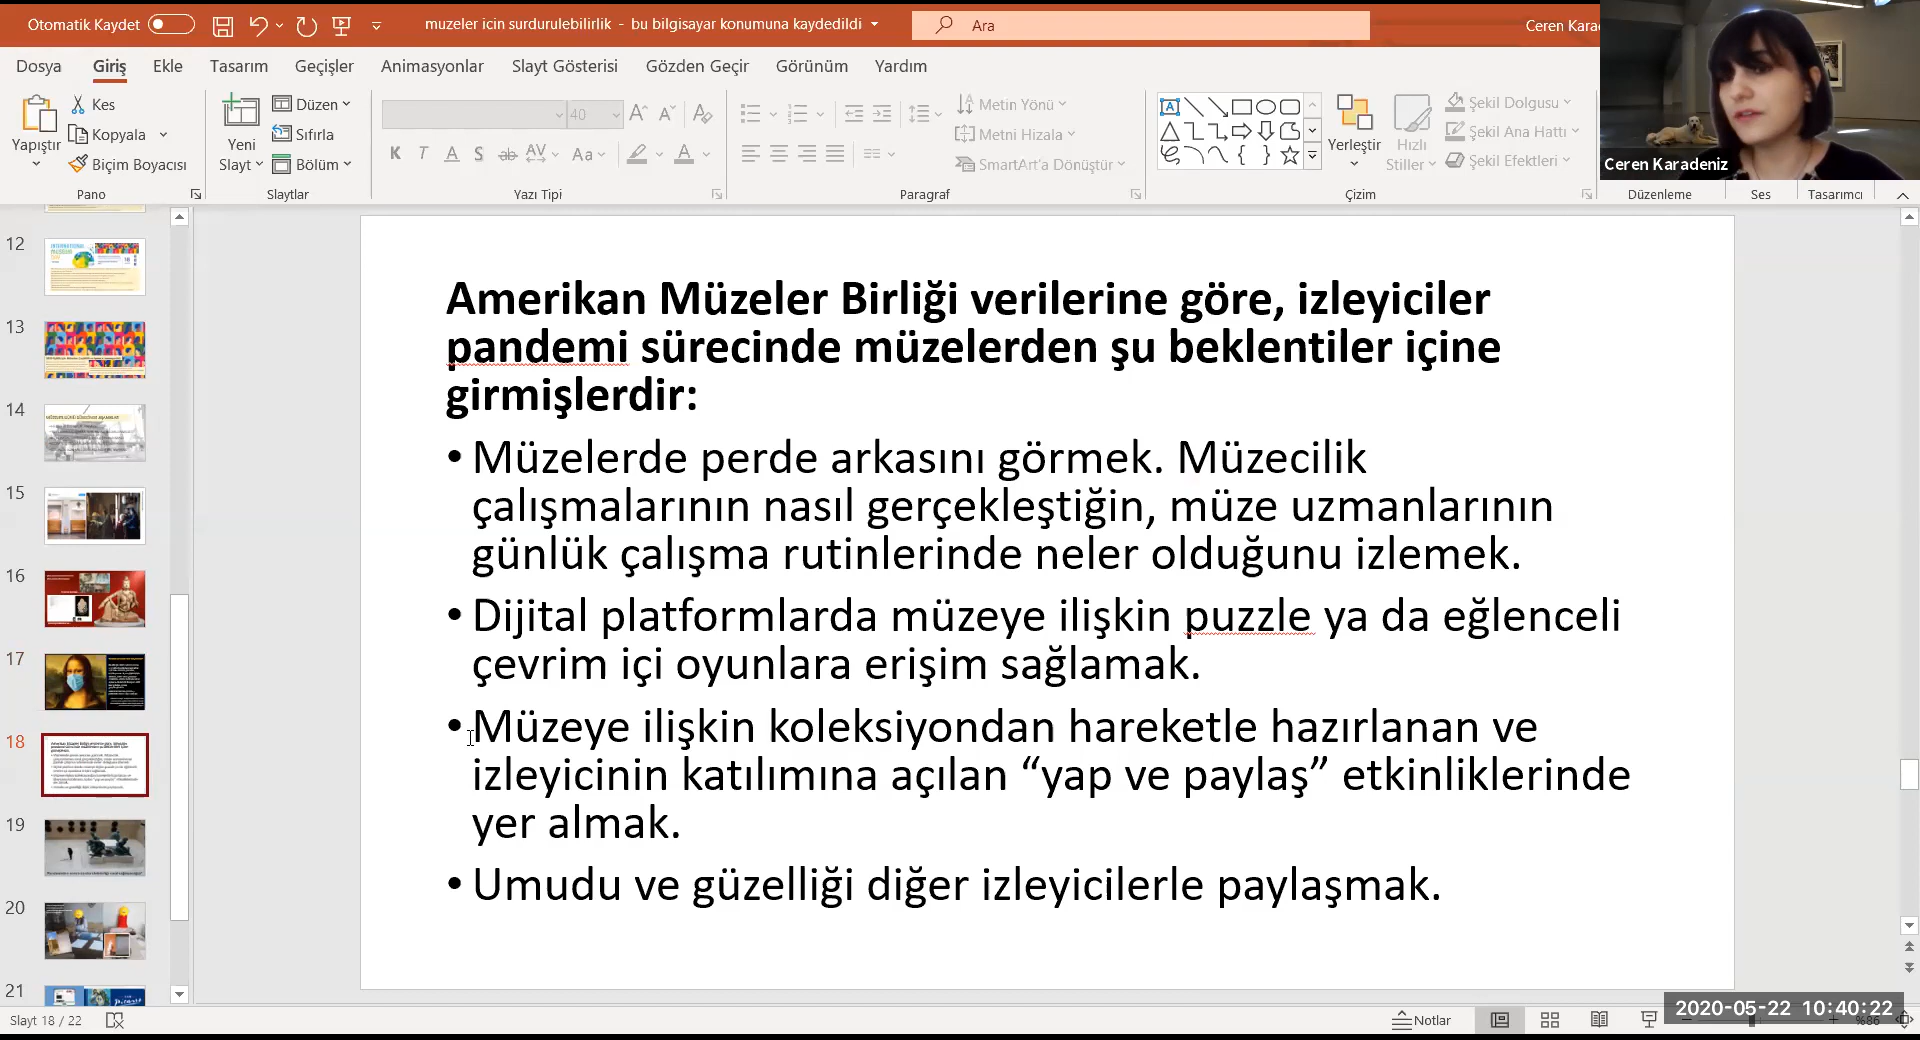 Otomatik Kaydet
muzeler icin surdurulebilirlik - bu bilgisayar konumuna kaydedildi
Ara
Ceren Kara
Dosya Giriş Ekle Tasarım Geçişler Animasyonlar Slayt Gösterisi Gözden Geçir Görünüm Yardım
Yapıştır
Kes
Kopyala
Biçim Boyacısı
Pano
Yeni
Slayt
Düzen
Sıfırla
Bölüm
Slaytlar
40
K T A S ab AV Aa A
Yazı Tipi
Metin Yönü
Metni Hizala
SmartArt'a Dönüştür
Paragraf
Yerleştir
Hızlı
Stiller
Şekil Dolgusu
Şekil Ana Hattı
Şekil Efektleri
Çizim
Ceren Karadeniz
Düzenleme
Ses
Tasarımcı
12
13
14
15
16
17
18
19
20
21
Amerikan Müzeler Birliği verilerine göre, izleyiciler
pandemi sürecinde müzelerden şu beklentiler içine
girmişlerdir:
• Müzelerde perde arkasını görmek. Müzecilik
çalışmalarının nasıl gerçekleştiğin, müze uzmanlarının
günlük çalışma rutinlerinde neler olduğunu izlemek.
• Dijital platformlarda müzeye ilişkin puzzle ya da eğlenceli
çevrim içi oyunlara erişim sağlamak.
• Müzeye ilişkin koleksiyondan hareketle hazırlanan ve
izleyicinin katılımına açılan “yap ve paylaş” etkinliklerinde
yer almak.
• Umudu ve güzelliği diğer izleyicilerle paylaşmak.
Slayt 18 / 22
Notlar
2020-05-22 10:40:22
%86